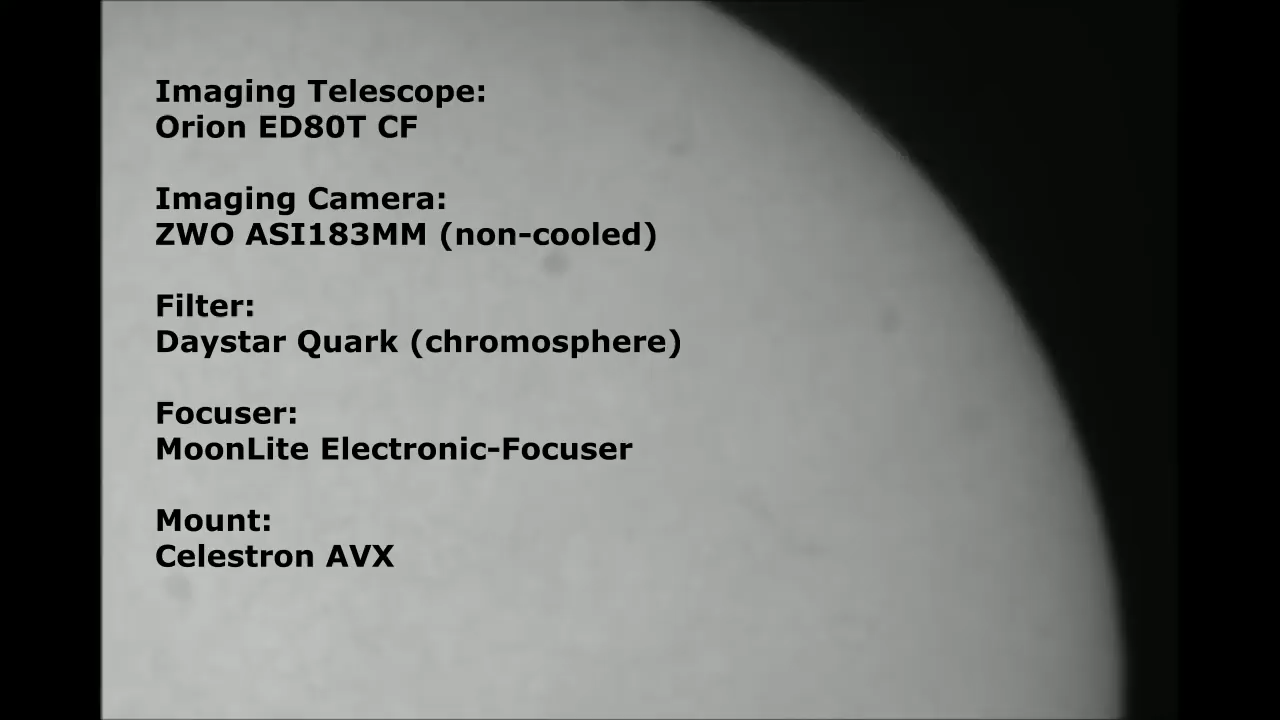 Imaging Telescope:
Orion ED80T CF
Imaging Camera:
ZWO ASI183MM (non-cooled)
Filter:
Daystar Quark (chromosphere)
Focuser:
MoonLite Electronic-Focuser
Mount:
Celestron AVX